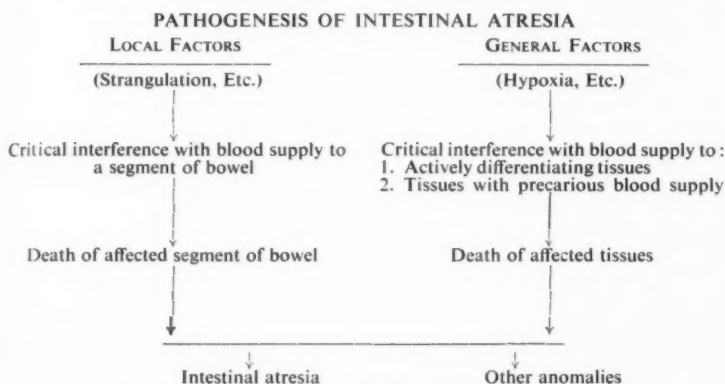 PATHOGENESIS OF INTESTINAL ATRESIA
LOCAL FACTORS
GENERAL FACTORS
(Strangulation, Etc.)
(Hypoxia, Etc.)
Critical interference with blood supply to
a segment of bowel
Critical interference with blood supply to:
1. Actively differentiating tissues
2. Tissues with precarious blood supply
Death of affected segment of bowel
Death of affected tissues
Intestinal atresia
Other anomalies